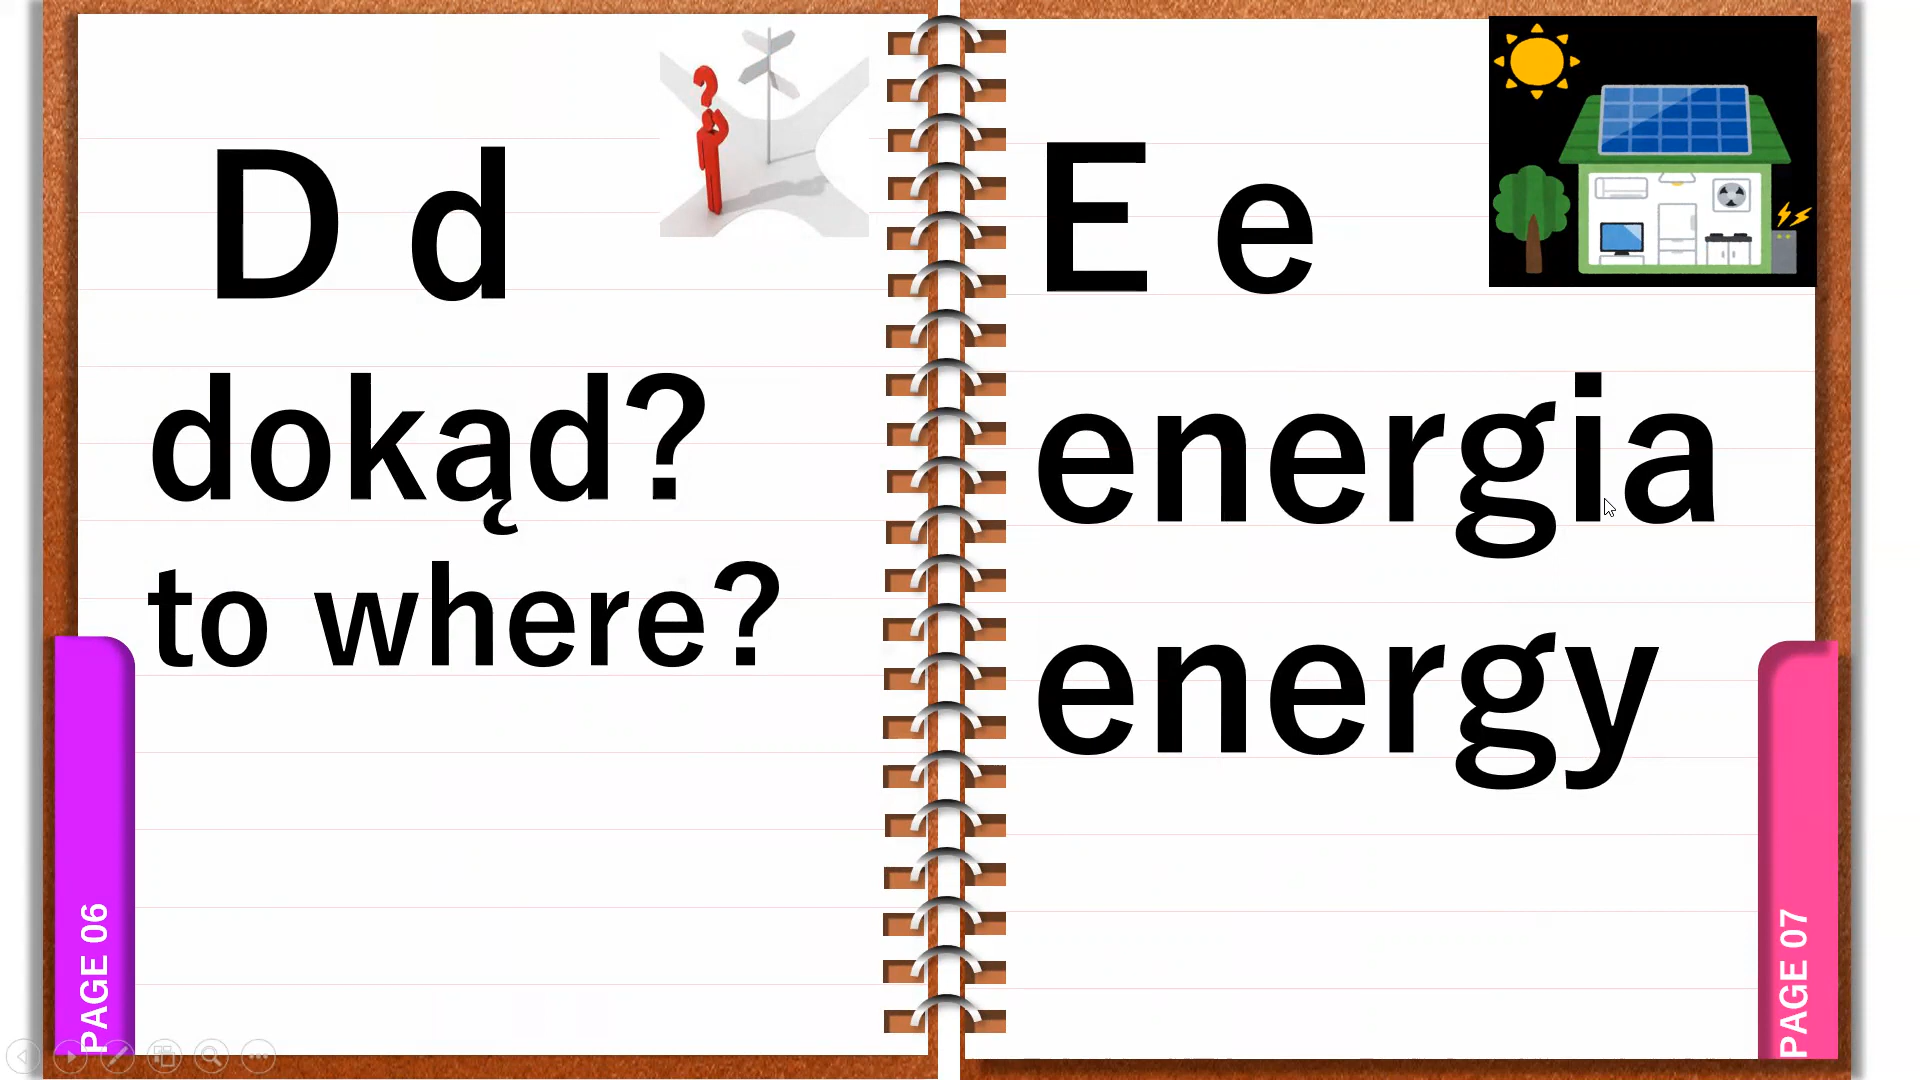 D d
dokąd?
to where?
PAGE 06
E e
energia
energy
PAGE 07